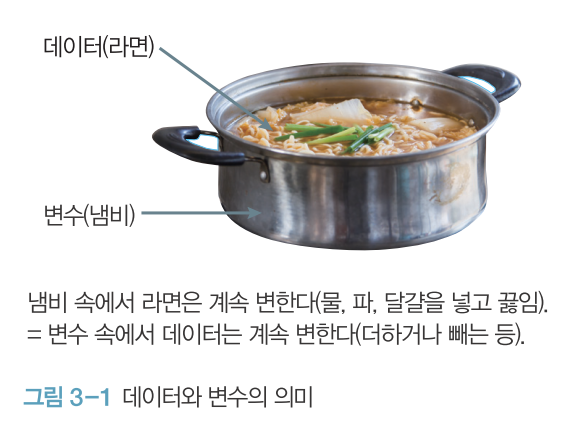 데이터(라면)
변수(냄비)
냄비 속에서 라면은 계속 변한다(물, 파, 달걀을 넣고 끓임).
= 변수 속에서 데이터는 계속 변한다(더하거나 빼는 등).
그림 3-1 데이터와 변수의 의미